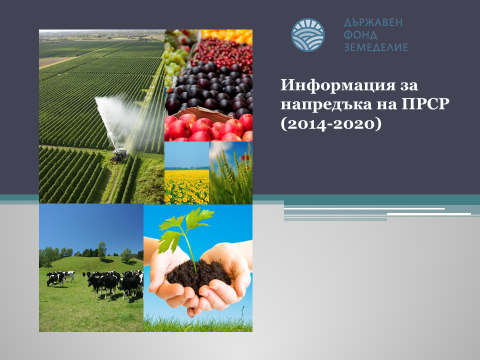 ДЪРЖАВЕН
ФОНД
ЗЕМЕДЕЛИЕ
Информация за
напредъка на ПРСР
(2014-2020)